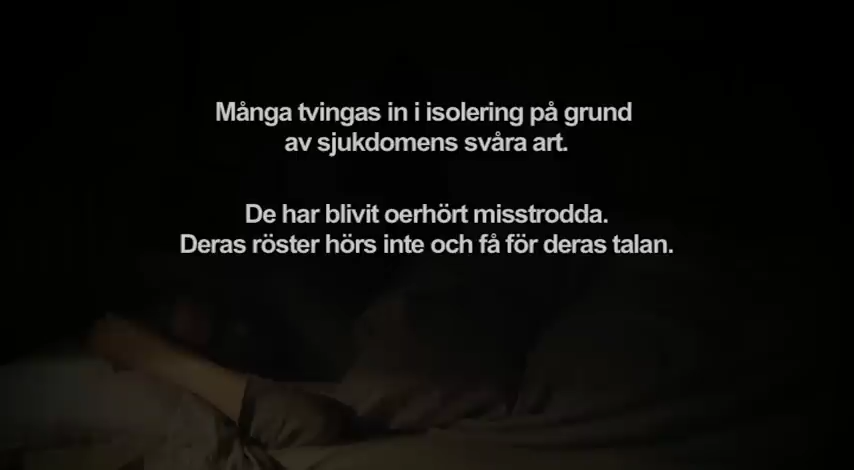 Många tvingas in i isolering på grund
av sjukdomens svåra art.
De har blivit oerhört misstrodda.
Deras röster hörs inte och få för deras talan.